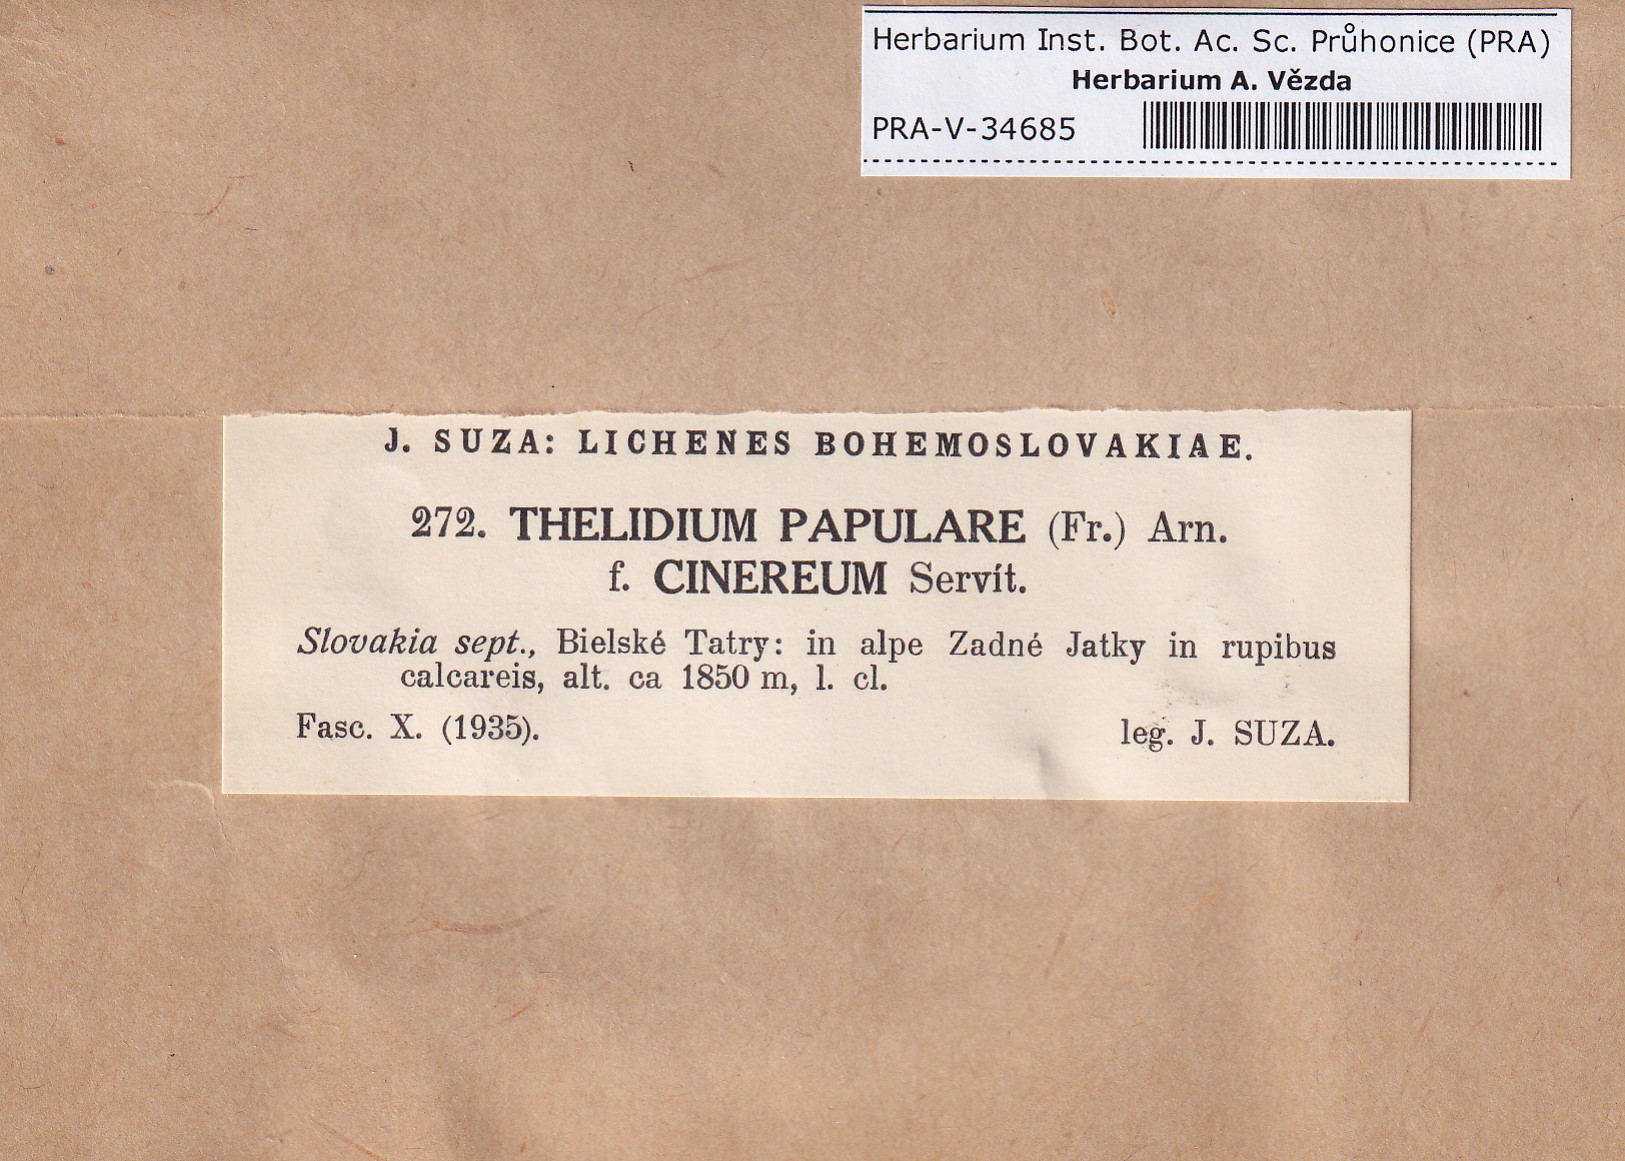 Herbarium Inst. Bot. Ac. Sc. Průhonice (PRA)
Herbarium A. Vězda
PRA-V-34685
J. SUZA: LICHENES BOHEMOSLOVAKIAE.
272. THELIDIUM PAPULARE (Fr.) Arn.
f. CINEREUM Servít.
Slovakia sept., Bielské Tatry: in alpe Zadné Jatky in rupibus
calcareis, alt. ca 1850 m, l. cl.
Fasc. X. (1935). leg. J. SUZA.